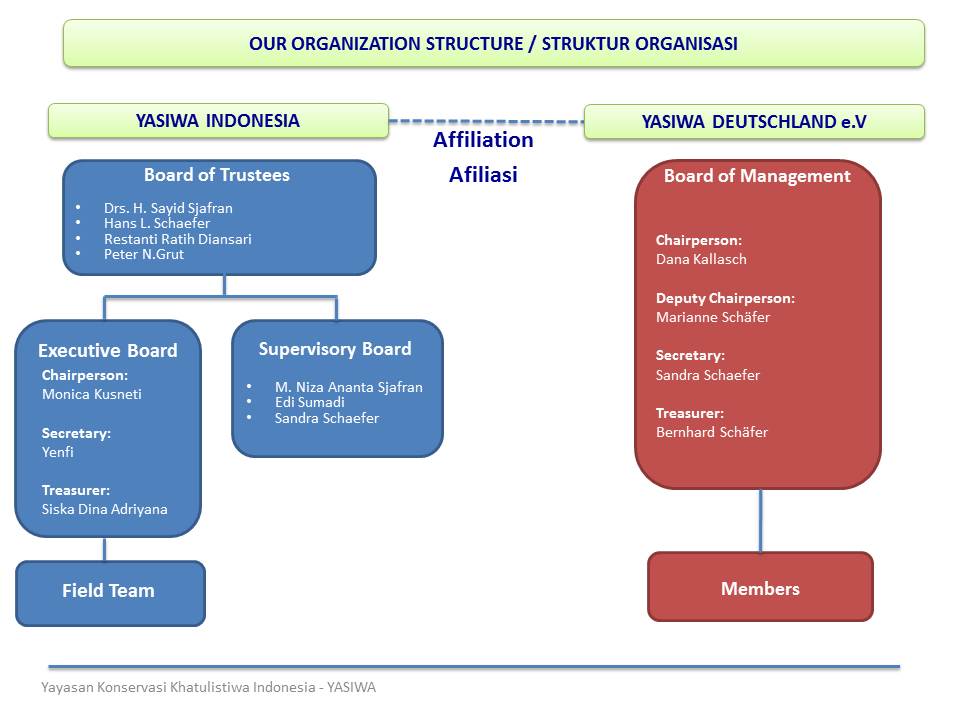 OUR ORGANIZATION STRUCTURE / STRUKTUR ORGANISASI
YASIWA INDONESIA
Affiliation
Afiliasi
YASIWA DEUTSCHLAND e.V
Board of Trustees
• Drs. H. Sayid Sjafran
• Hans L. Schaefer
• Restanti Ratih Diansari
• Peter N.Grut
Executive Board
Chairperson:
Monica Kusneti
Secretary:
Yenfi
Treasurer:
Siska Dina Adriyana
Supervisory Board
• M. Niza Ananta Sjafran
• Edi Sumadi
• Sandra Schaefer
Field Team
Board of Management
Chairperson:
Dana Kallasch
Deputy Chairperson:
Marianne Schäfer
Secretary:
Sandra Schaefer
Treasurer:
Bernhard Schäfer
Members
Yayasan Konservasi Khatulistiwa Indonesia - YASIWA